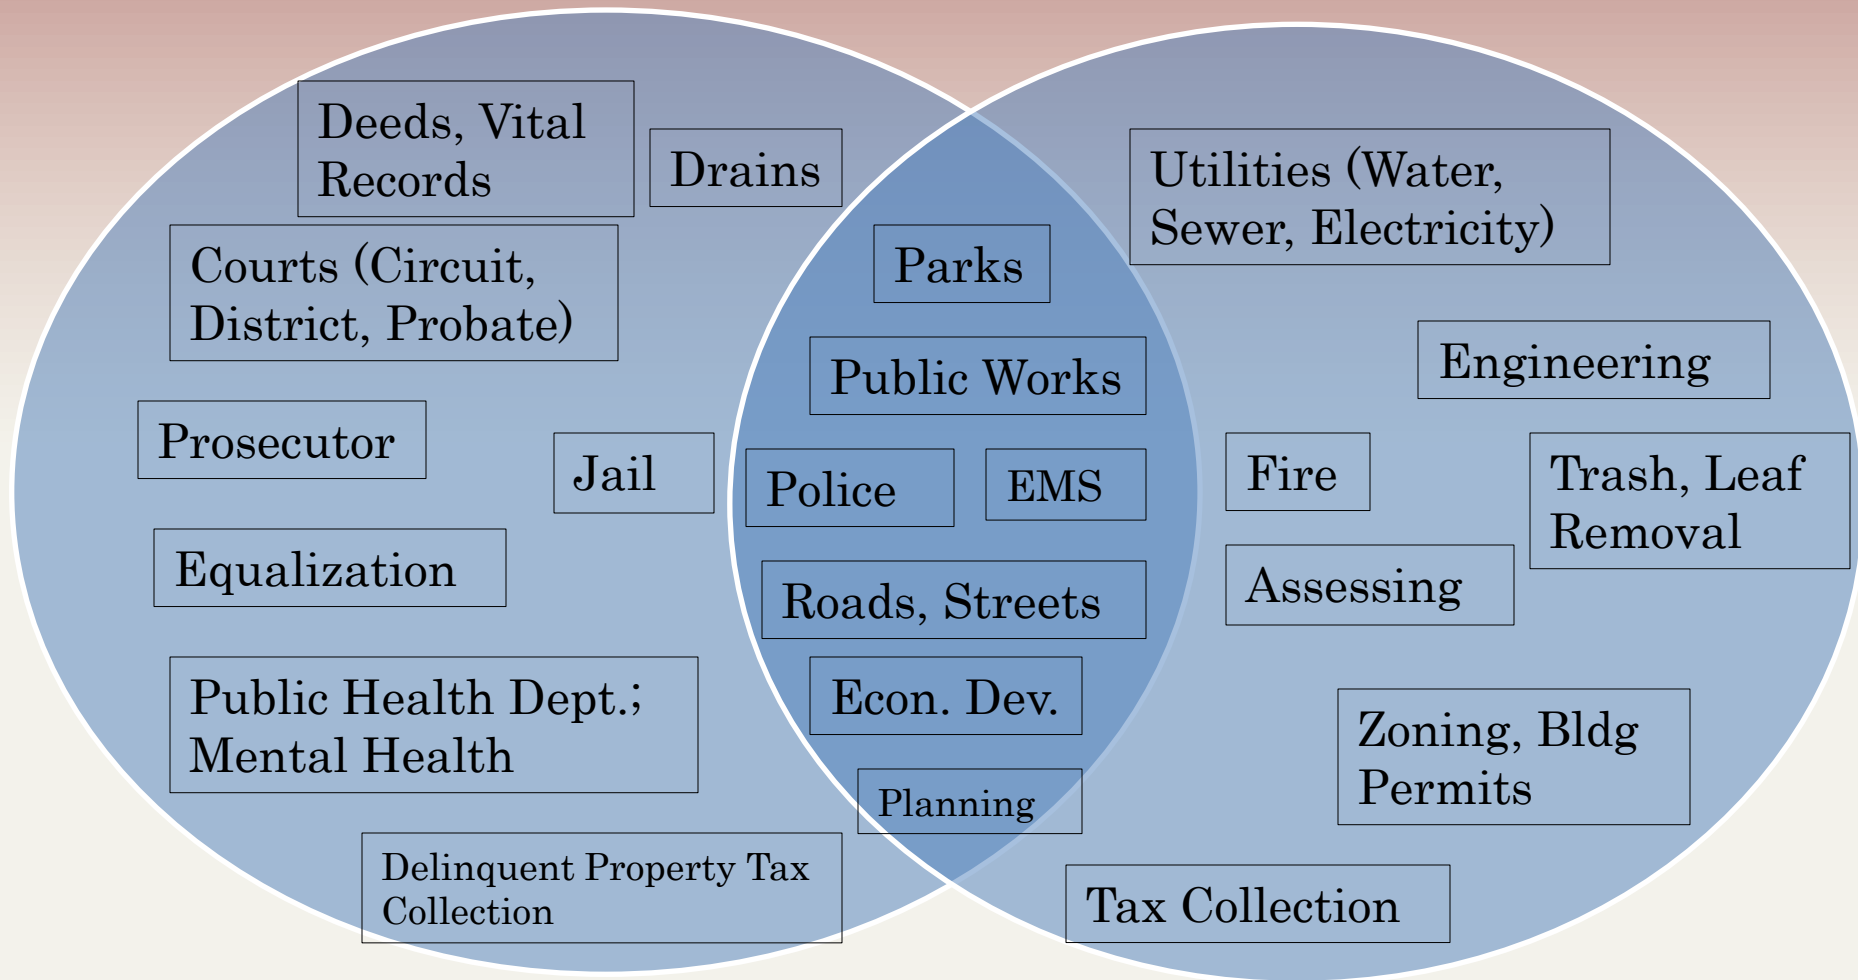 Deeds, Vital
Records
Drains
Courts (Circuit,
District, Probate)
Prosecutor
Jail
Equalization
Public Health Dept.;
Mental Health
Delinquent Property Tax
Collection
Parks
Public Works
Police
EMS
Roads, Streets
Econ. Dev.
Planning
Utilities (Water,
Sewer, Electricity)
Engineering
Fire
Trash, Leaf
Removal
Assessing
Zoning, Bldg
Permits
Tax Collection